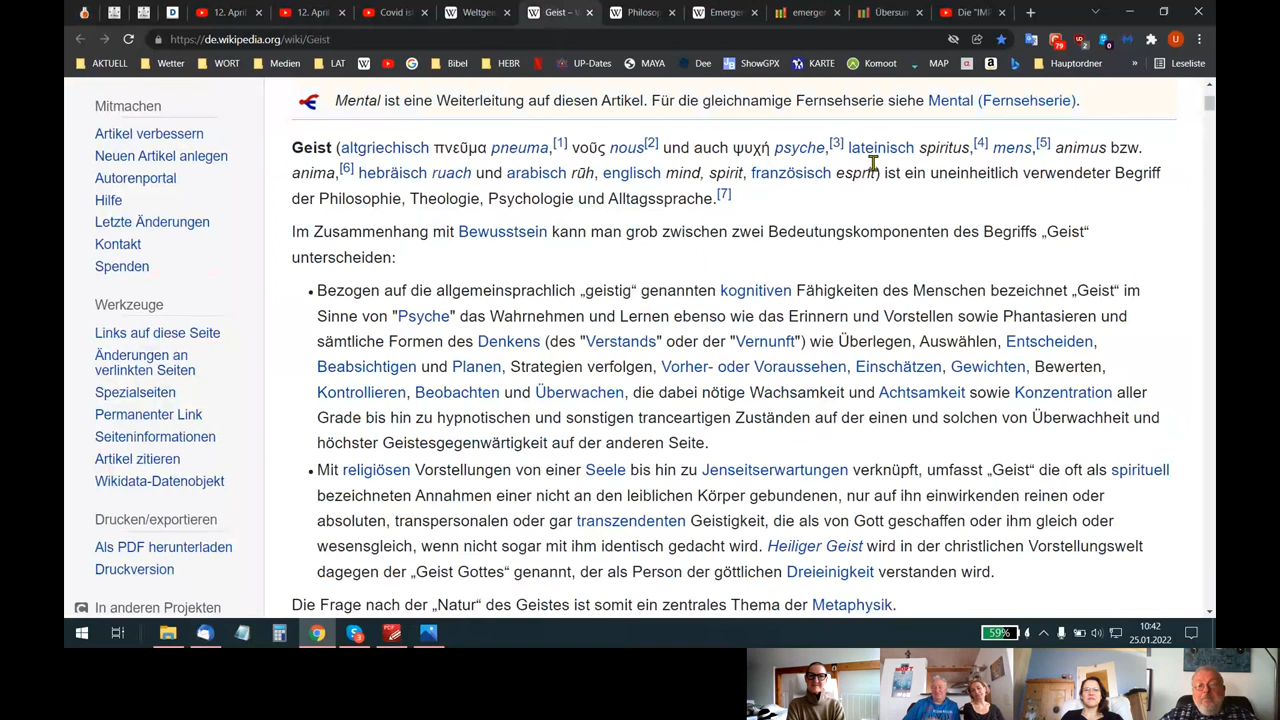 12. April
12. April
Covid is
Weltge
Geist – W
Philosop
Emerger
emerger
Übersun
Die "IMP
https://de.wikipedia.org/wiki/Geist
AKTUELL
Wetter
WORT
Medien
LAT
Bibel
HEBR
UP-Dates
MAYA
Dee
ShowGPX
KARTE
Komoot
MAP
Hauptordner
»
Leseliste
Mitmachen
Artikel verbessern
Neuen Artikel anlegen
Autorenportal
Hilfe
Letzte Änderungen
Kontakt
Spenden
Werkzeuge
Links auf diese Seite
Änderungen an
verlinkten Seiten
Spezialseiten
Permanenter Link
Seiteninformationen
Artikel zitieren
Wikidata-Datenobjekt
Drucken/exportieren
Als PDF herunterladen
Druckversion
In anderen Projekten
Mental ist eine Weiterleitung auf diesen Artikel. Für die gleichnamige Fernsehserie siehe Mental (Fernsehserie).
Geist (altgriechisch πνεῦμα pneuma,[1] νοῦς nous[2] und auch ψυχή psyche,[3] lateinisch spiritus,[4] mens,[5] animus bzw.
anima,[6] hebräisch ruach und arabisch rūh, englisch mind, spirit, französisch esprit) ist ein uneinheitlich verwendeter Begriff
der Philosophie, Theologie, Psychologie und Alltagssprache.[7]
Im Zusammenhang mit Bewusstsein kann man grob zwischen zwei Bedeutungskomponenten des Begriffs „Geist“
unterscheiden:
• Bezogen auf die allgemeinsprachlich „geistig“ genannten kognitiven Fähigkeiten des Menschen bezeichnet „Geist“ im
Sinne von "Psyche" das Wahrnehmen und Lernen ebenso wie das Erinnern und Vorstellen sowie Phantasieren und
sämtliche Formen des Denkens (des "Verstands" oder der "Vernunft") wie Überlegen, Auswählen, Entscheiden,
Beabsichtigen und Planen, Strategien verfolgen, Vorher- oder Voraussehen, Einschätzen, Gewichten, Bewerten,
Kontrollieren, Beobachten und Überwachen, die dabei nötige Wachsamkeit und Achtsamkeit sowie Konzentration aller
Grade bis hin zu hypnotischen und sonstigen tranceartigen Zuständen auf der einen und solchen von Überwachheit und
höchster Geistesgegenwärtigkeit auf der anderen Seite.
• Mit religiösen Vorstellungen von einer Seele bis hin zu Jenseitserwartungen verknüpft, umfasst „Geist“ die oft als spirituell
bezeichneten Annahmen einer nicht an den leiblichen Körper gebundenen, nur auf ihn einwirkenden reinen oder
absoluten, transpersonalen oder gar transzendenten Geistigkeit, die als von Gott geschaffen oder ihm gleich oder
wesensgleich, wenn nicht sogar mit ihm identisch gedacht wird. Heiliger Geist wird in der christlichen Vorstellungswelt
dagegen der „Geist Gottes“ genannt, der als Person der göttlichen Dreieinigkeit verstanden wird.
Die Frage nach der „Natur“ des Geistes ist somit ein zentrales Thema der Metaphysik.
59%
10:42
25.01.2022